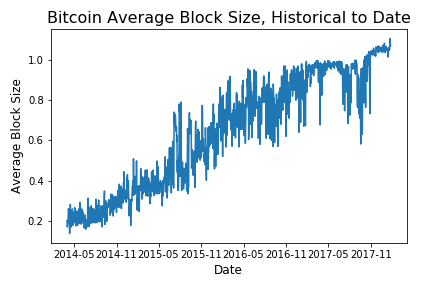 Bitcoin Average Block Size, Historical to Date
Average Block Size
1.0
0.8
0.6
0.4
0.2
2014-05 2014-11 2015-05 2015-11 2016-05 2016-11 2017-05 2017-11
Date